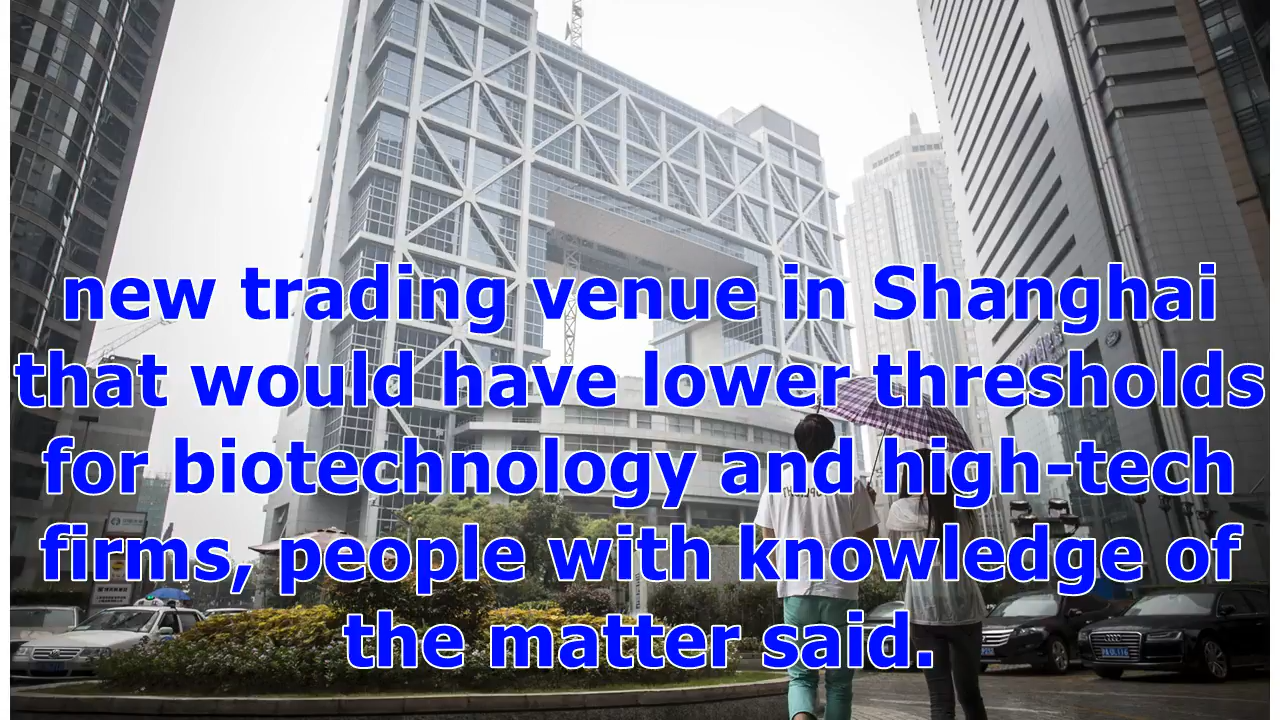 new trading venue in Shanghai
that would have lower thresholds
for biotechnology and high-tech
firms, people with knowledge of
the matter said.